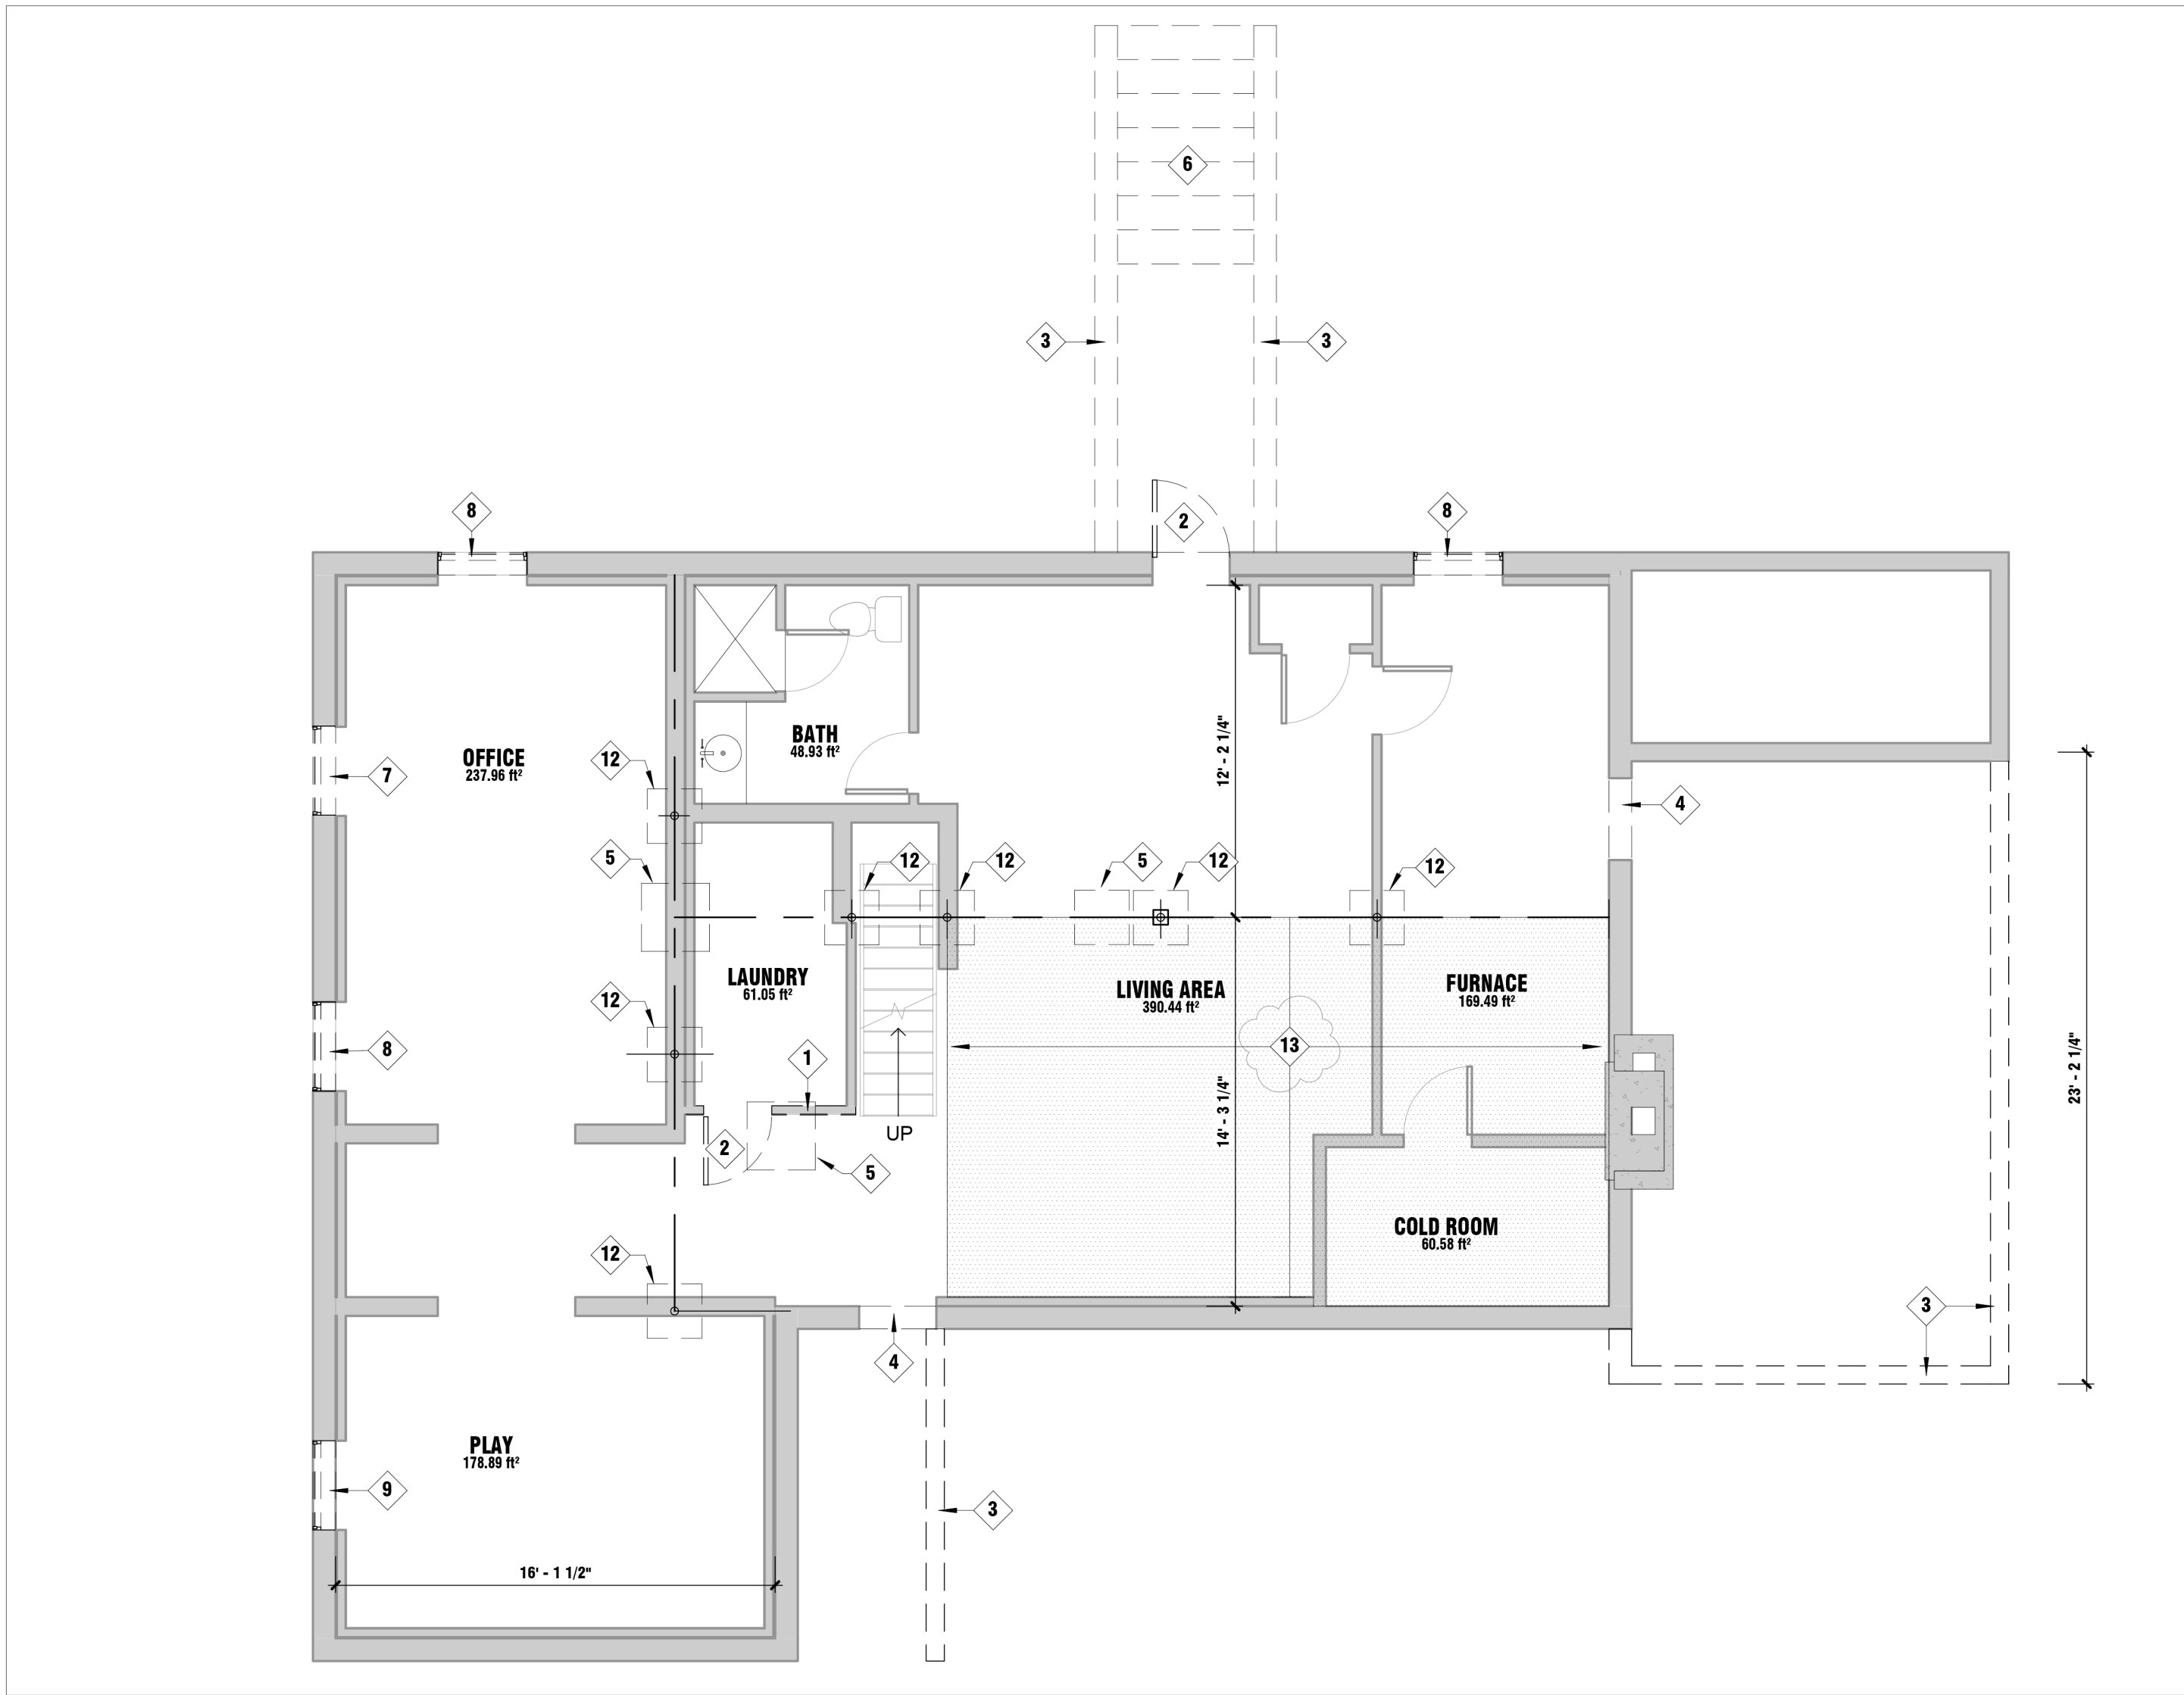 6
3
3
2
8
8
BATH
48.93 ft²
12' - 2 1/4"
OFFICE
237.96 ft²
12
7
4
5
12
12
5
12
12
LAUNDRY
61.05 ft²
LIVING AREA
390.44 ft²
FURNACE
169.49 ft²
12
8
1
13
23' - 2 1/4"
14' - 3 1/4"
UP
2
5
COLD ROOM
60.58 ft²
12
3
4
PLAY
178.89 ft²
9
3
16' - 1 1/2"